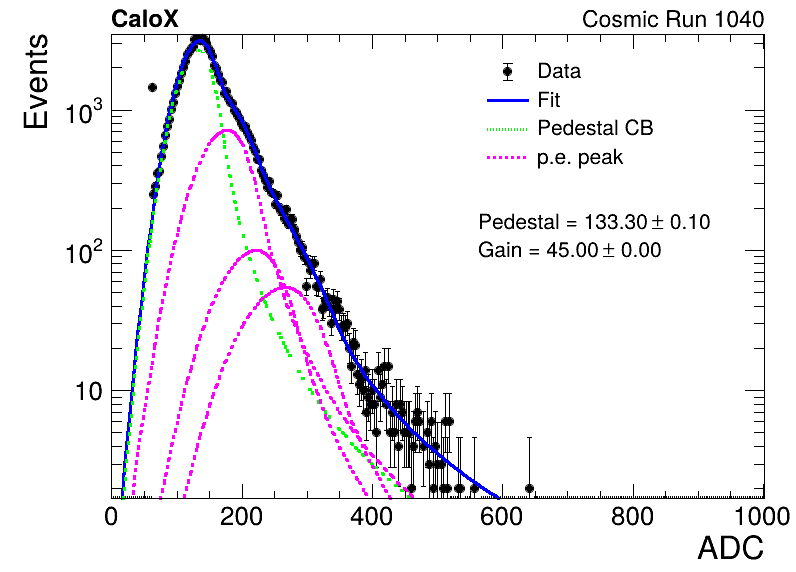 CaloX Cosmic Run 1040
Events
Data
Fit
Pedestal CB
p.e. peak
Pedestal = 133.30 ± 0.10
Gain = 45.00 ± 0.00
10³
10²
10
0 200 400 600 800 1000
ADC